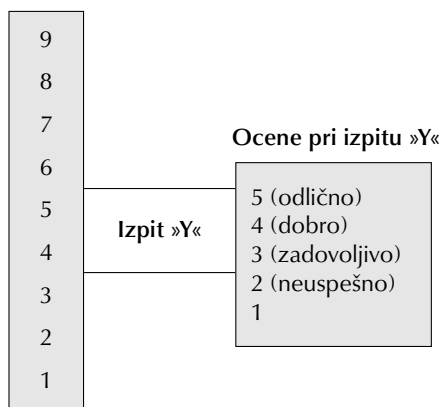 9
8
7
6
5
4
3
2
1
Izpit »Y«
Ocene pri izpitu »Y«
5 (odlično)
4 (dobro)
3 (zadovoljivo)
2 (neuspešno)
1